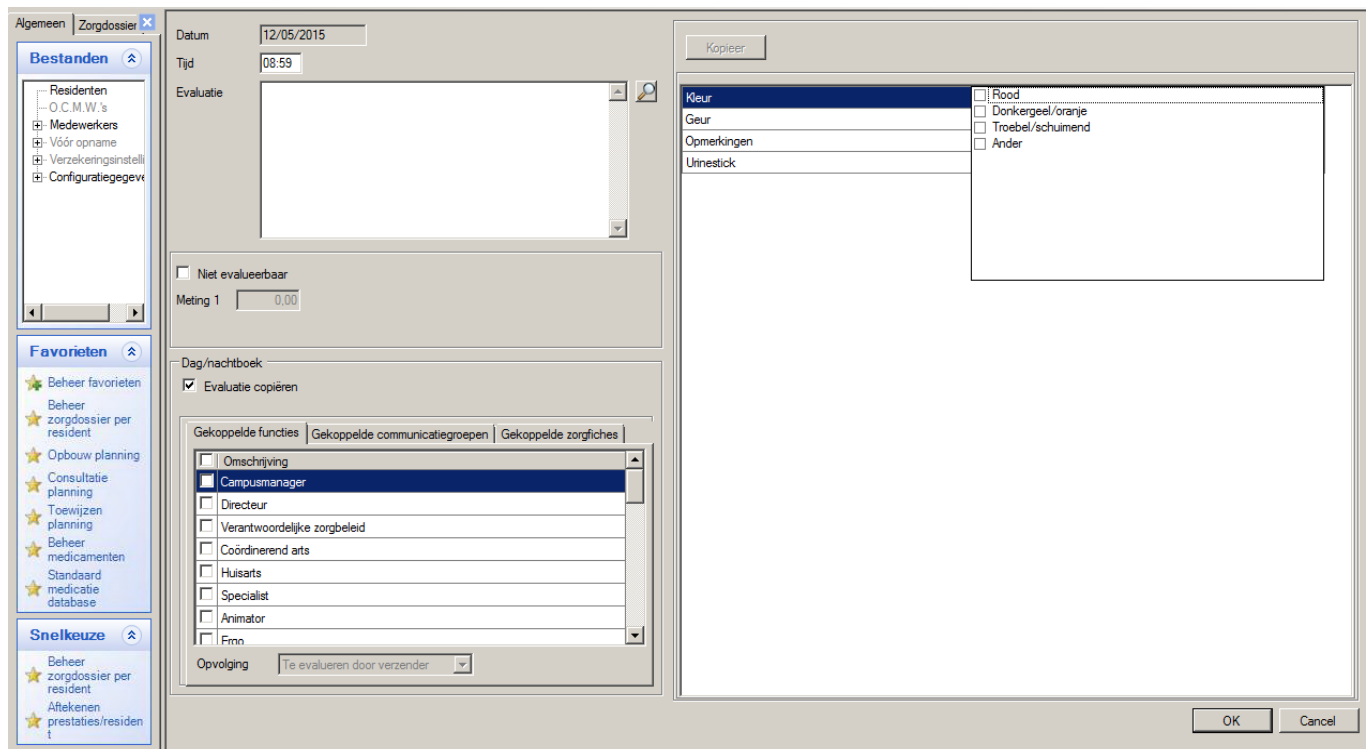 Algemeen
Zorgdossier
Bestanden
Residenten
O.C.M.W.'s
Medewerkers
Vóór opname
Verzekeringsinstelli
Configuratiegegeve
Favorieten
Beheer favorieten
Beheer
zorgdossier per
resident
Opbouw planning
Consultatie
planning
Toewijzen
planning
Beheer
medicamenten
Standaard
medicatie
database
Snelkeuze
Beheer
zorgdossier per
resident
Aftekenen
prestaties/residen
t
Datum 12/05/2015
Tijd 08:59
Evaluatie
Niet evalueerbaar
Meting 1 0,00
Dag/nachtboek
Evaluatie copiëren
Gekoppelde functies Gekoppelde communicatiegroepen Gekoppelde zorgfiches
Omschrijving
Campusmanager
Directeur
Verantwoordelijke zorgbeleid
Coördinerend arts
Huisarts
Specialist
Animator
Ergo
Opvolging Te evalueren door verzender
Kopieer
Kleur
Geur
Opmerkingen
Urinestick
Rood
Donkergeel/oranje
Troebel/schuimend
Ander
OK Cancel